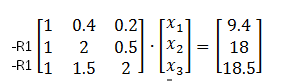 1 0.4 0.2 x₁ 9.4
-R1 1 2 0.5 · x₂ = 18
-R1 1 1.5 2 x₃ 18.5